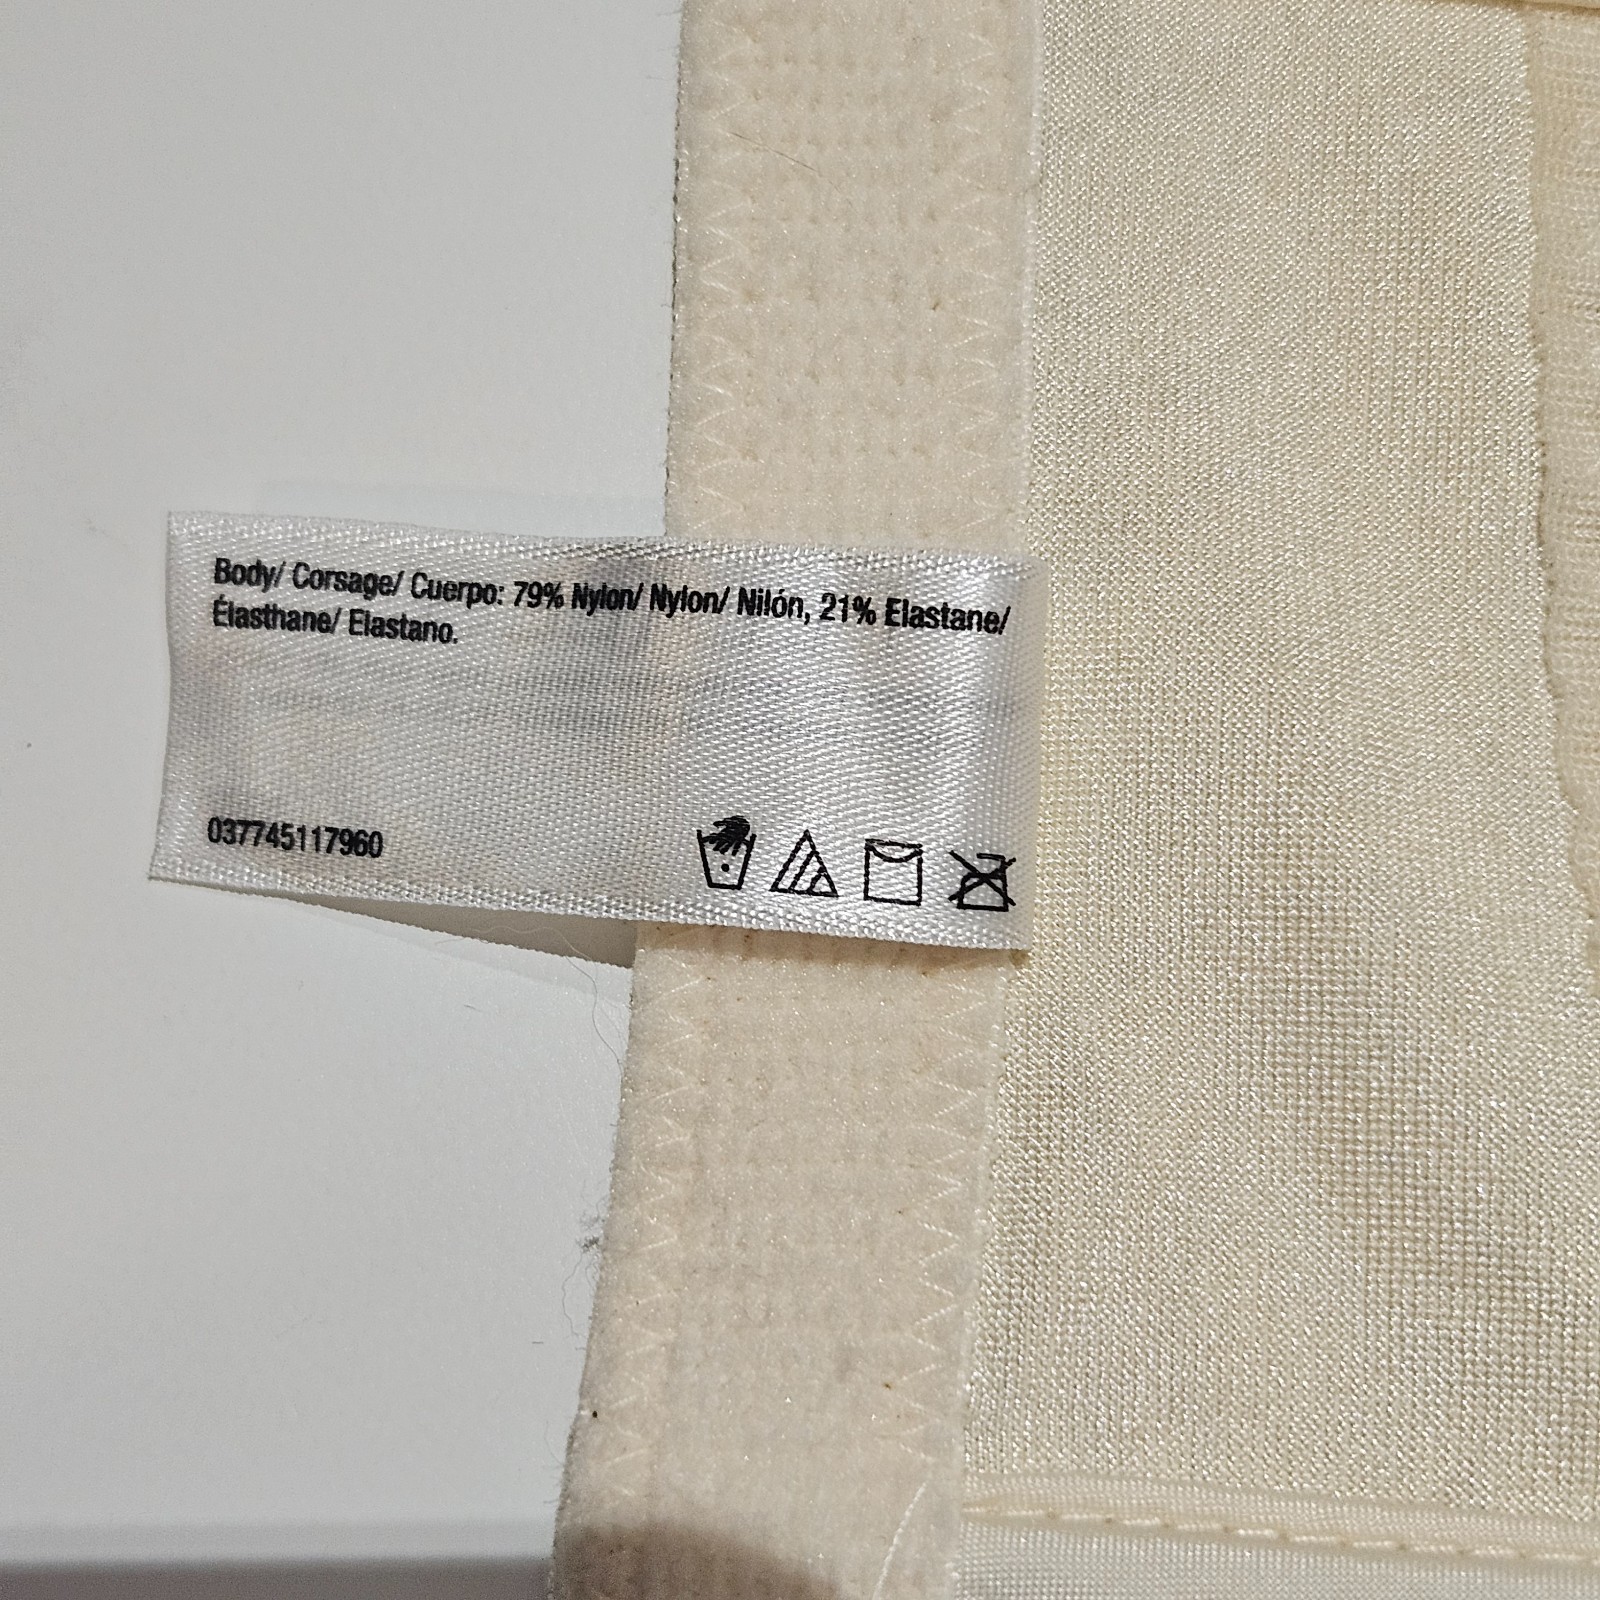 Body/ Corsage/ Cuerpo: 79% Nylon/ Nylon/ Nilón, 21% Elastane/
Élasthane/ Elastano.
037745117960